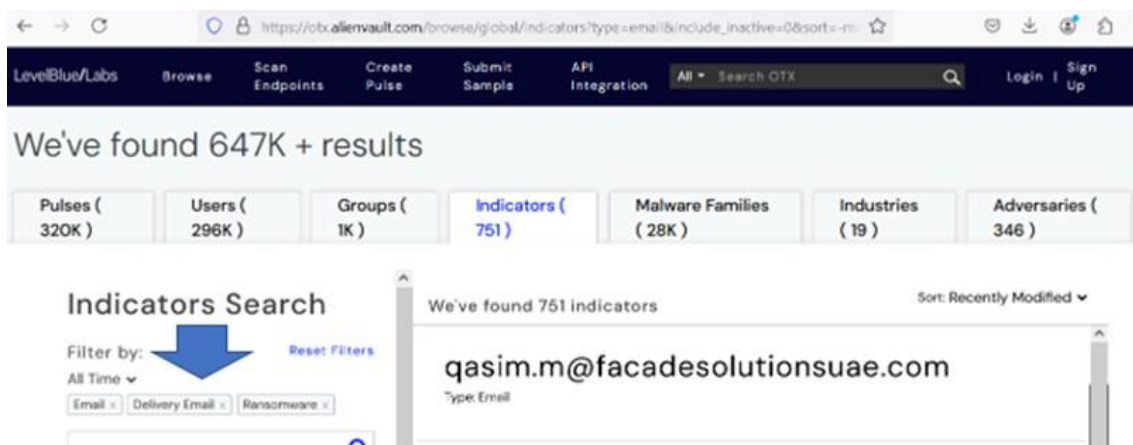 https://otx.alienvault.com/browse/global/indicators?type=email&include_inactive=0&sort=-m
LevelBlue/Labs Browse Scan Endpoints Create Pulse Submit Sample API Integration All Search OTX Login | Sign Up
We've found 647K + results
Pulses ( 320K ) Users ( 296K ) Groups ( 1K ) Indicators ( 751 ) Malware Families ( 28K ) Industries ( 19 ) Adversaries ( 346 )
Indicators Search
Filter by: Reset Filters
All Time
Email × Delivery Email × Ransomware ×
We've found 751 indicators Sort: Recently Modified
qasim.m@facadesolutionsuae.com
Type: Email